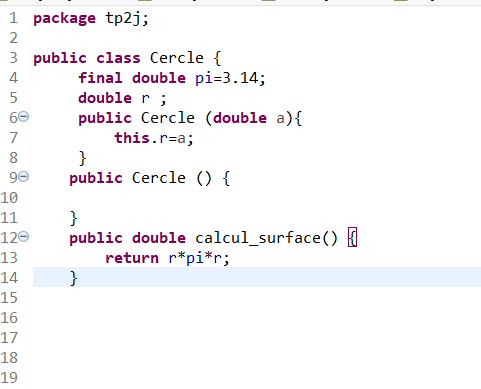 1 package tp2j;
2
3 public class Cercle {
4 final double pi=3.14;
5 double r ;
6 public Cercle (double a){
7 this.r=a;
8 }
9 public Cercle () {
10
11 }
12 public double calcul_surface() {
13 return r*pi*r;
14 }
15
16
17
18
19